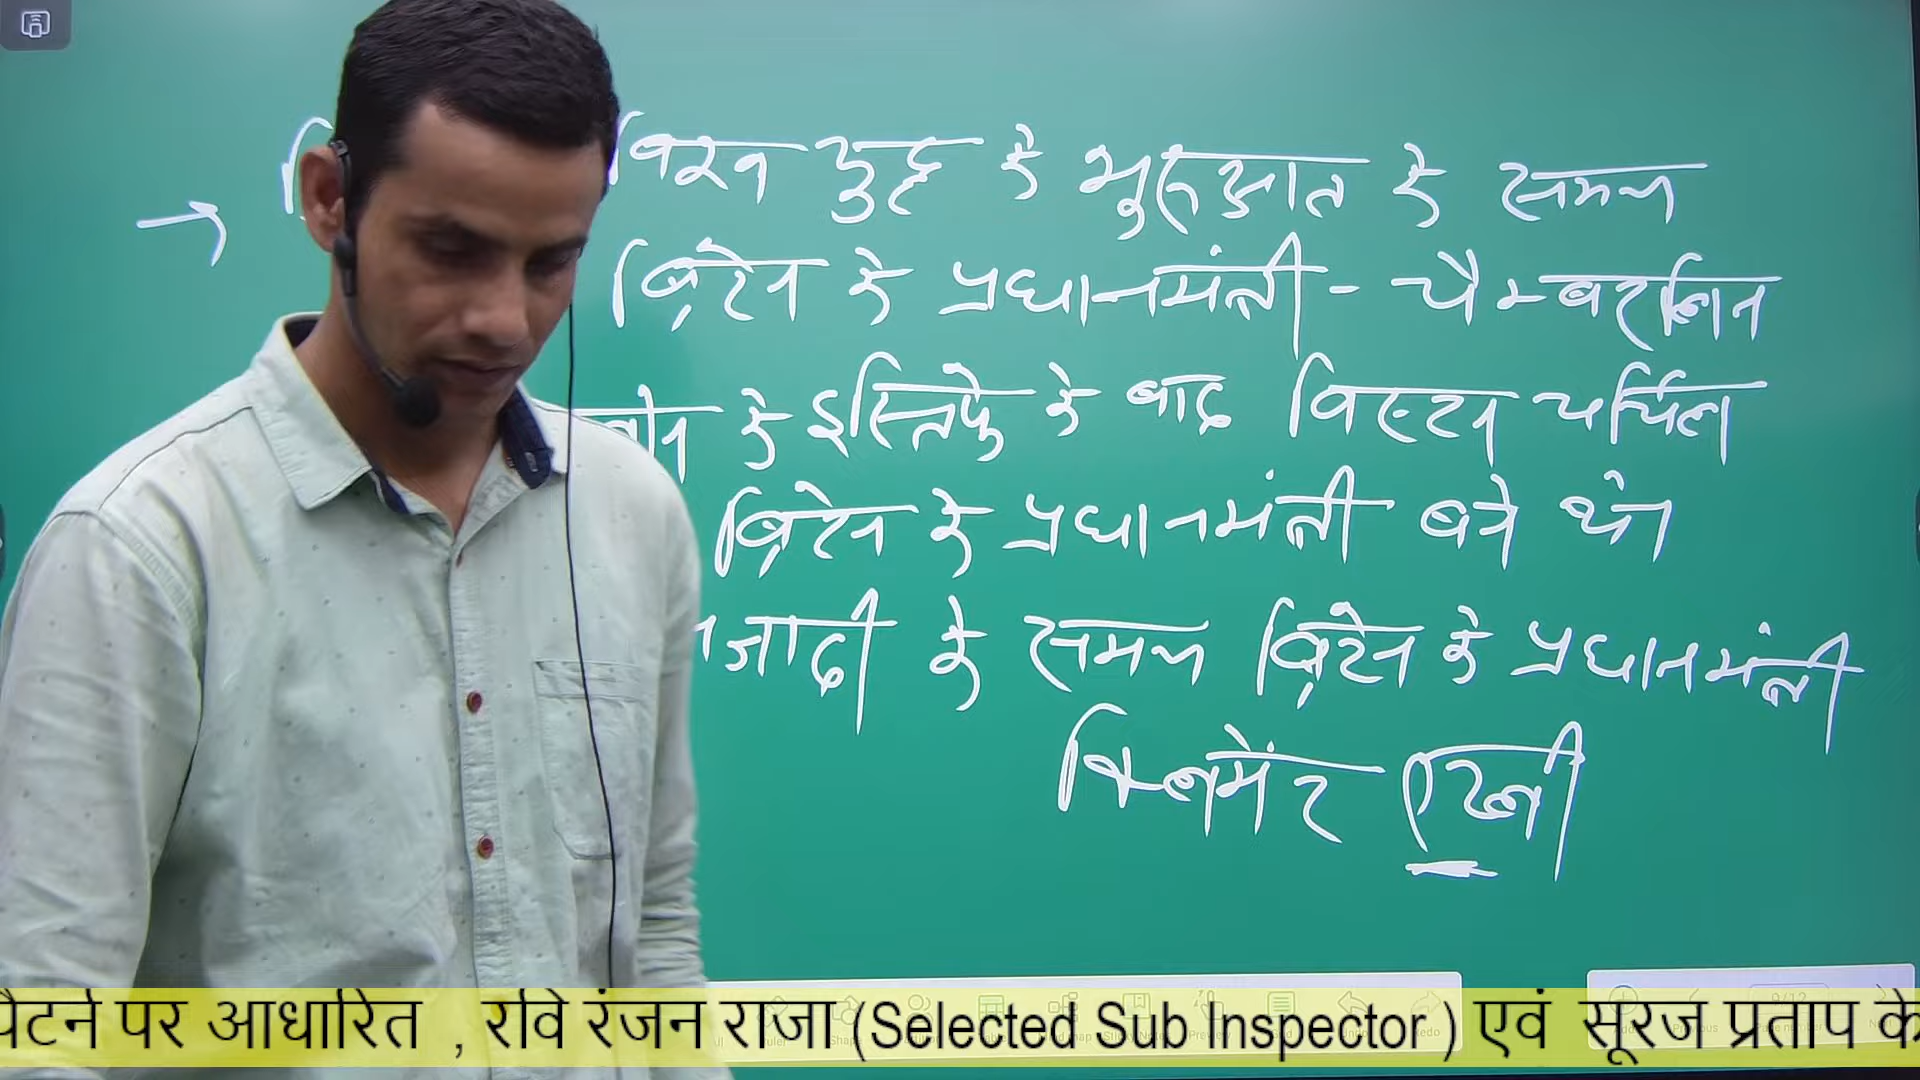 विश्व युद्ध के शुरुआत के समय
ब्रिटेन के प्रधानमंत्री - चैम्बरलिन
के इस्तिफे के बाद विंस्टन चर्चिल
ब्रिटेन के प्रधानमंत्री बने थे।
के समय ब्रिटेन के प्रधानमंत्री
क्लिमेंट एटली
पैटर्न पर आधारित , रवि रंजन राजा (Selected Sub Inspector ) एवं सूरज प्रताप के